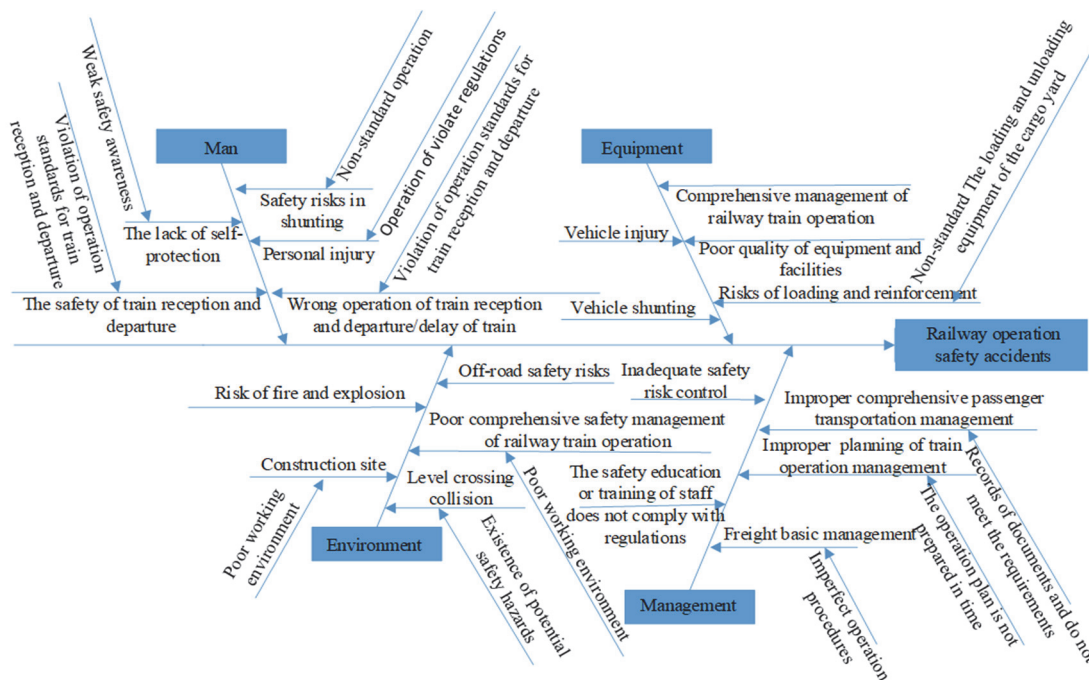 Weak safety awareness
Violation of operation
standards for train
reception and departure
Man
Non-standard operation
Operation of violate regulations
Violation of operation standards for
train reception and departure
Safety risks in
shunting
The lack of self-
protection
Personal injury
The safety of train reception and
departure
Wrong operation of train reception
and departure/delay of train
Equipment
Comprehensive management of
railway train operation
Vehicle injury
Poor quality of equipment and
facilities
Non-standard The loading and unloading
equipment of the cargo yard
Risks of loading and reinforcement
Vehicle shunting
Railway operation
safety accidents
Off-road safety risks
Risk of fire and explosion
Poor comprehensive safety management
of railway train operation
Construction site
Poor working
environment
Level crossing
collision
Existence of potential
safety hazards
Poor working environment
Environment
Inadequate safety
risk control
Improper comprehensive passenger
transportation management
Improper planning of train
operation management
Records of documents and do not
meet the requirements
The operation plan is not
prepared in time
The safety education
or training of staff
does not comply with
regulations
Freight basic management
Imperfect operation
procedures
Management